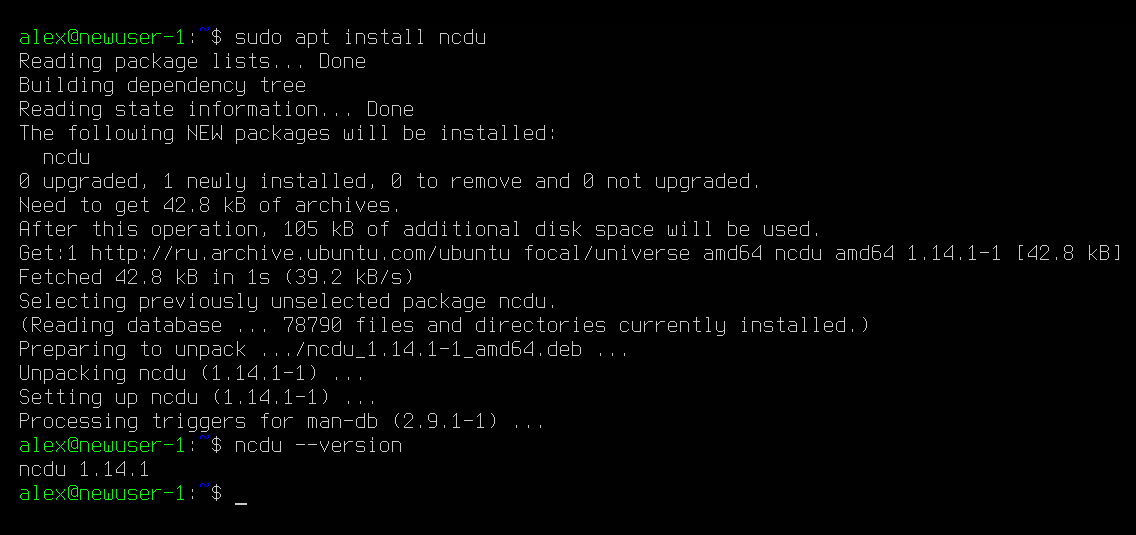 alex@newuser-1:~$ sudo apt install ncdu
Reading package lists... Done
Building dependency tree
Reading state information... Done
The following NEW packages will be installed:
  ncdu
0 upgraded, 1 newly installed, 0 to remove and 0 not upgraded.
Need to get 42.8 kB of archives.
After this operation, 105 kB of additional disk space will be used.
Get:1 http://ru.archive.ubuntu.com/ubuntu focal/universe amd64 ncdu amd64 1.14.1-1 [42.8 kB]
Fetched 42.8 kB in 1s (39.2 kB/s)
Selecting previously unselected package ncdu.
(Reading database ... 78790 files and directories currently installed.)
Preparing to unpack .../ncdu_1.14.1-1_amd64.deb ...
Unpacking ncdu (1.14.1-1) ...
Setting up ncdu (1.14.1-1) ...
Processing triggers for man-db (2.9.1-1) ...
alex@newuser-1:~$ ncdu --version
ncdu 1.14.1
alex@newuser-1:~$ _